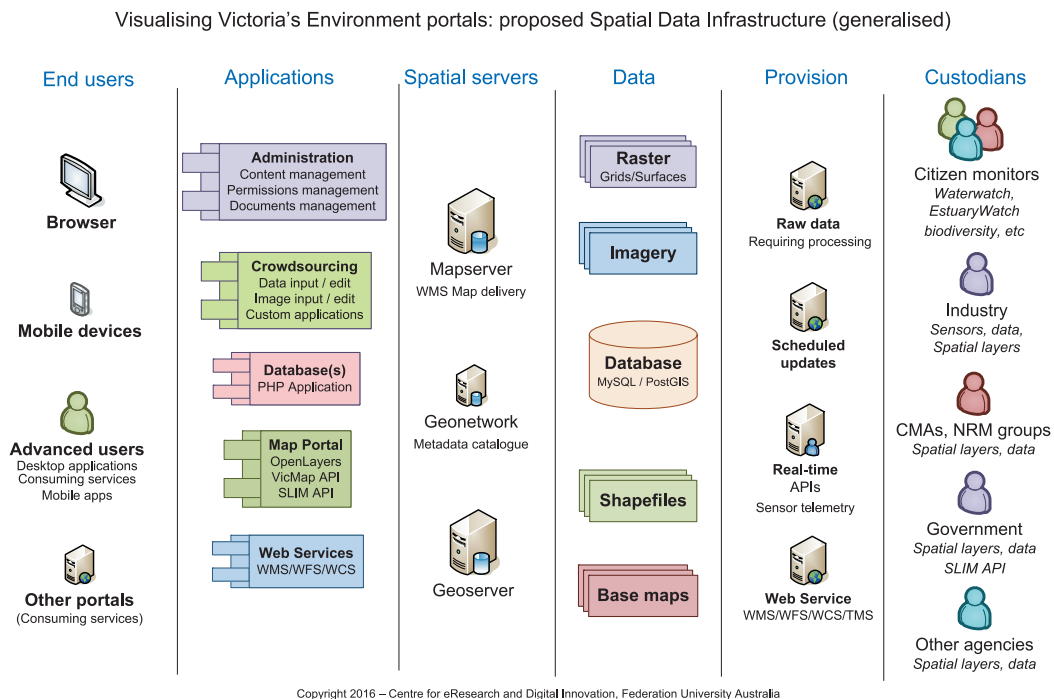 Visualising Victoria's Environment portals: proposed Spatial Data Infrastructure (generalised)
End users
Browser
Mobile devices
Advanced users
Desktop applications
Consuming services
Mobile apps
Other portals
(Consuming services)
Applications
Administration
Content management
Permissions management
Documents management
Crowdsourcing
Data input / edit
Image input / edit
Custom applications
Database(s)
PHP Application
Map Portal
OpenLayers
VicMap API
SLIM API
Web Services
WMS/WFS/WCS
Spatial servers
Mapserver
WMS Map delivery
Geonetwork
Metadata catalogue
Geoserver
Data
Raster
Grids/Surfaces
Imagery
Database
MySQL / PostGIS
Shapefiles
Base maps
Provision
Raw data
Requiring processing
Scheduled
updates
Real-time
APIs
Sensor telemetry
Web Service
WMS/WFS/WCS/TMS
Custodians
Citizen monitors
Waterwatch,
EstuaryWatch
biodiversity, etc
Industry
Sensors, data,
Spatial layers
CMAs, NRM groups
Spatial layers, data
Government
Spatial layers, data
SLIM API
Other agencies
Spatial layers, data
Copyright 2016 – Centre for eResearch and Digital Innovation, Federation University Australia